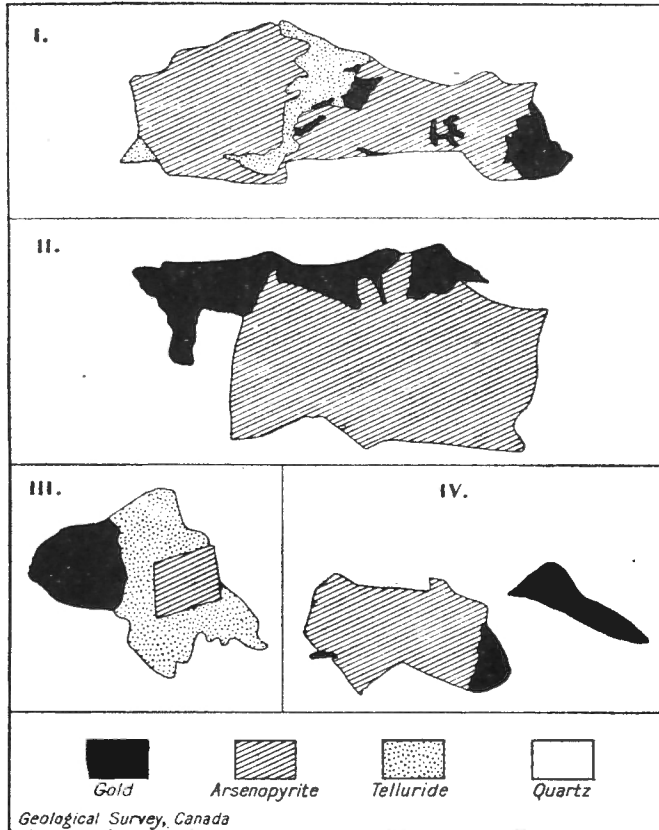 I.
II.
III.
IV.
Gold Arsenopyrite Telluride Quartz
Geological Survey, Canada